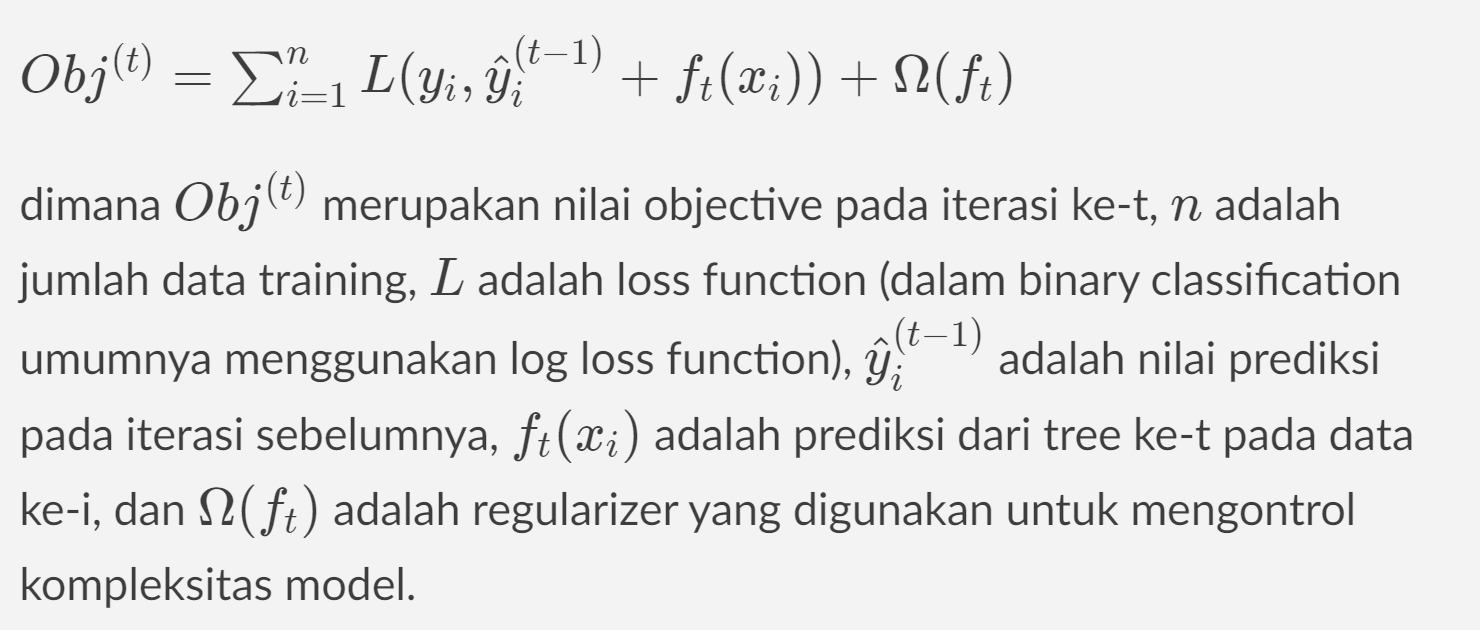 $Obj^{(t)} = \sum_{i=1}^{n} L(y_i, \hat{y}_i^{(t-1)} + f_t(x_i)) + \Omega(f_t)$
dimana $Obj^{(t)}$ merupakan nilai objective pada iterasi ke-t, $n$ adalah
jumlah data training, $L$ adalah loss function (dalam binary classification
umumnya menggunakan log loss function), $\hat{y}_i^{(t-1)}$ adalah nilai prediksi
pada iterasi sebelumnya, $f_t(x_i)$ adalah prediksi dari tree ke-t pada data
ke-i, dan $\Omega(f_t)$ adalah regularizer yang digunakan untuk mengontrol
kompleksitas model.